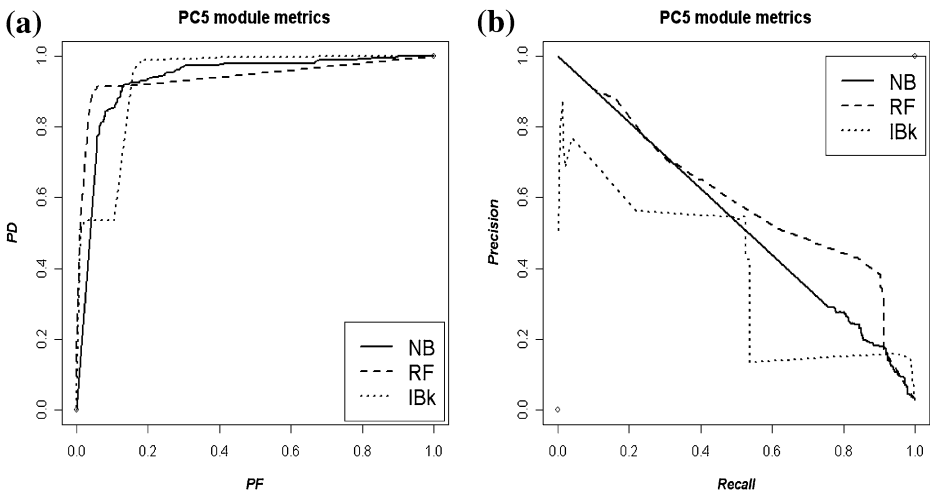 (a)
PC5 module metrics
PD
1.0
0.8
0.6
0.4
0.2
0.0
NB
RF
IBk
0.0 0.2 0.4 0.6 0.8 1.0
PF
(b)
PC5 module metrics
Precision
1.0
0.8
0.6
0.4
0.2
0.0
NB
RF
IBk
0.0 0.2 0.4 0.6 0.8 1.0
Recall